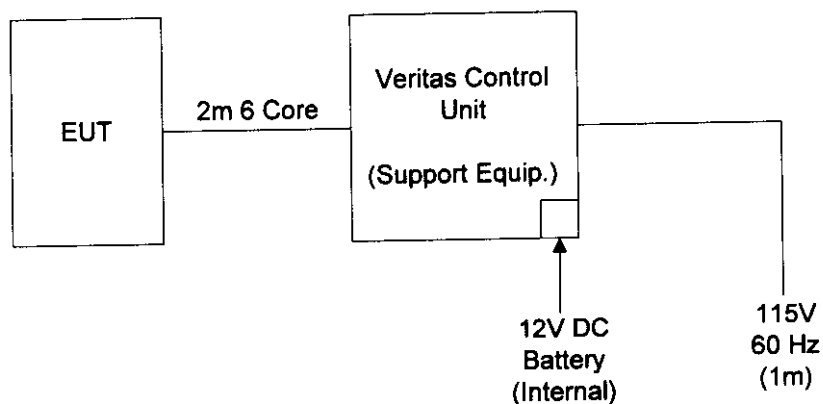 EUT
2m 6 Core
Veritas Control
Unit
(Support Equip.)
12V DC
Battery
(Internal)
115V
60 Hz
(1m)